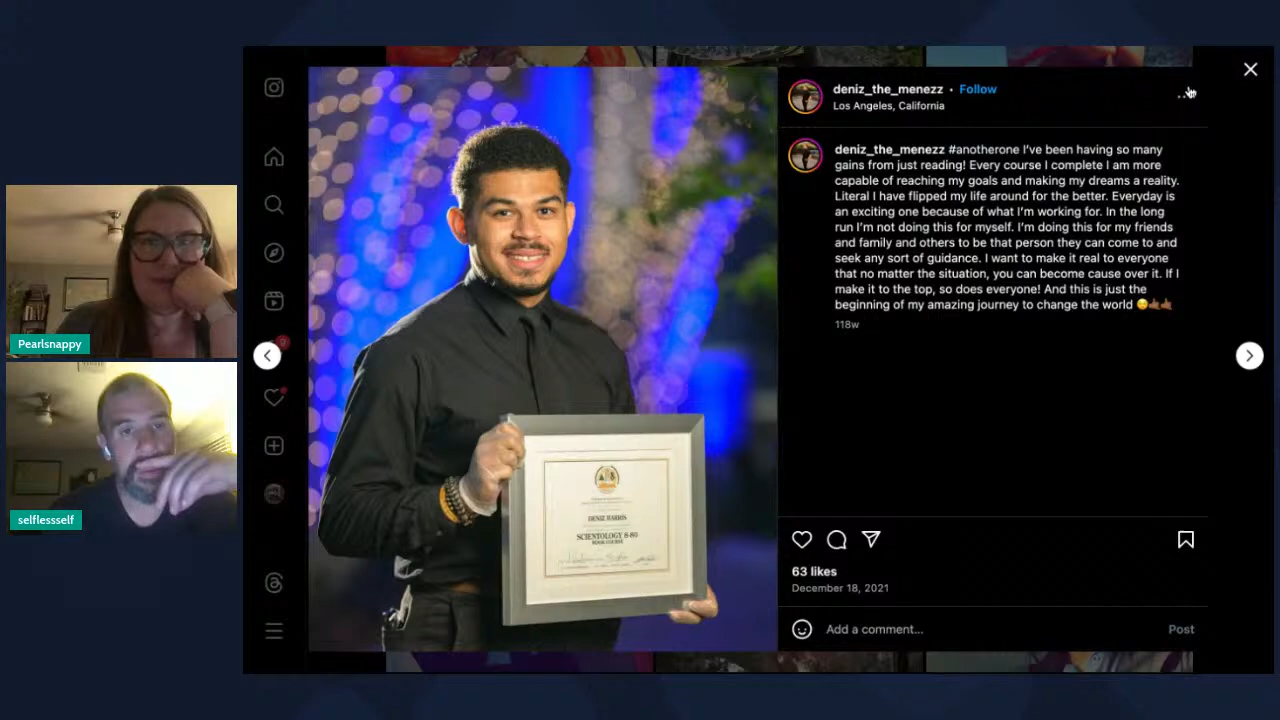 Pearlsnappy
selflessself
deniz_the_menezz • Follow
Los Angeles, California
deniz_the_menezz #anotherone I've been having so many
gains from just reading! Every course I complete I am more
capable of reaching my goals and making my dreams a reality.
Literal I have flipped my life around for the better. Everyday is
an exciting one because of what I'm working for. In the long
run I'm not doing this for myself. I'm doing this for my friends
and family and others to be that person they can come to and
seek any sort of guidance. I want to make it real to everyone
that no matter the situation, you can become cause over it. If I
make it to the top, so does everyone! And this is just the
beginning of my amazing journey to change the world 😊🤙🏾🤙🏾
118w
DENIZ MARIOS
SCIENTOLOGY 8-80
BOOK COURSE
63 likes
December 18, 2021
Add a comment...
Post